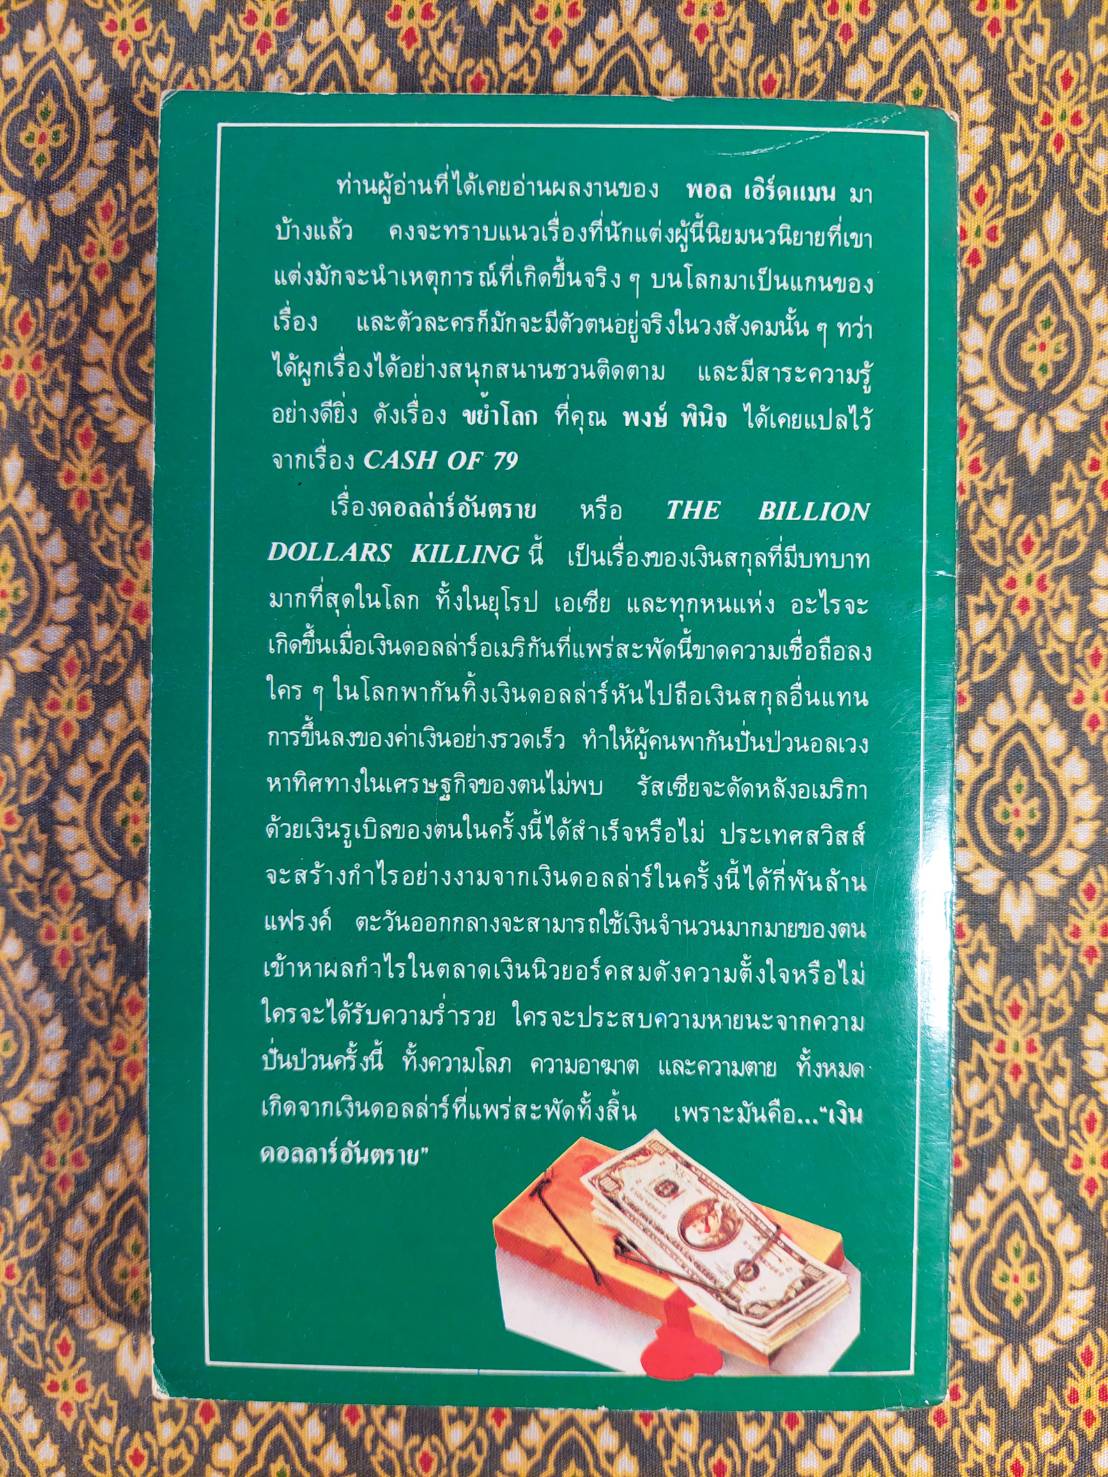 ท่านผู้อ่านที่ได้เคยอ่านผลงานของ พอล เอิร์ดแมน มา
บ้างแล้ว คงจะทราบแนวเรื่องที่นักแต่งผู้นี้นิยมนวนิยายที่เขา
แต่งมักจะนำเหตุการณ์ที่เกิดขึ้นจริง ๆ บนโลกมาเป็นแกนของ
เรื่อง และตัวละครก็มักจะมีตัวตนอยู่จริงในวงสังคมนั้น ๆ ทว่า
ได้ผูกเรื่องได้อย่างสนุกสนานชวนติดตาม และมีสาระความรู้
อย่างดียิ่ง ดังเรื่อง ขย้ำโลก ที่คุณ พงษ์ พินิจ ได้เคยแปลไว้
จากเรื่อง CASH OF 79
เรื่องดอลล่าร์อันตราย หรือ THE BILLION
DOLLARS KILLING นี้ เป็นเรื่องของเงินสกุลที่มีบทบาท
มากที่สุดในโลก ทั้งในยุโรป เอเซีย และทุกหนแห่ง อะไรจะ
เกิดขึ้นเมื่อเงินดอลล่าร์อเมริกันที่แพร่สะพัดนี้ขาดความเชื่อถือลง
ใคร ๆ ในโลกพากันทิ้งเงินดอลล่าร์หันไปถือเงินสกุลอื่นแทน
การขึ้นลงของค่าเงินอย่างรวดเร็ว ทำให้ผู้คนพากันปั่นป่วนอลเวง
หาทิศทางในเศรษฐกิจของตนไม่พบ รัสเซียจะดัดหลังอเมริกา
ด้วยเงินรูเบิลของตนในครั้งนี้ได้สำเร็จหรือไม่ ประเทศสวิสส์
จะสร้างกำไรอย่างงามจากเงินดอลล่าร์ในครั้งนี้ได้กี่พันล้าน
แฟรงค์ ตะวันออกกลางจะสามารถใช้เงินจำนวนมากมายของตน
เข้าหาผลกำไรในตลาดเงินนิวยอร์คสมดังความตั้งใจหรือไม่
ใครจะได้รับความร่ำรวย ใครจะประสบความหายนะจากความ
ปั่นป่วนครั้งนี้ ทั้งความโลภ ความอาฆาต และความตาย ทั้งหมด
เกิดจากเงินดอลล่าร์ที่แพร่สะพัดทั้งสิ้น เพราะมันคือ..."เงิน
ดอลลาร์อันตราย"